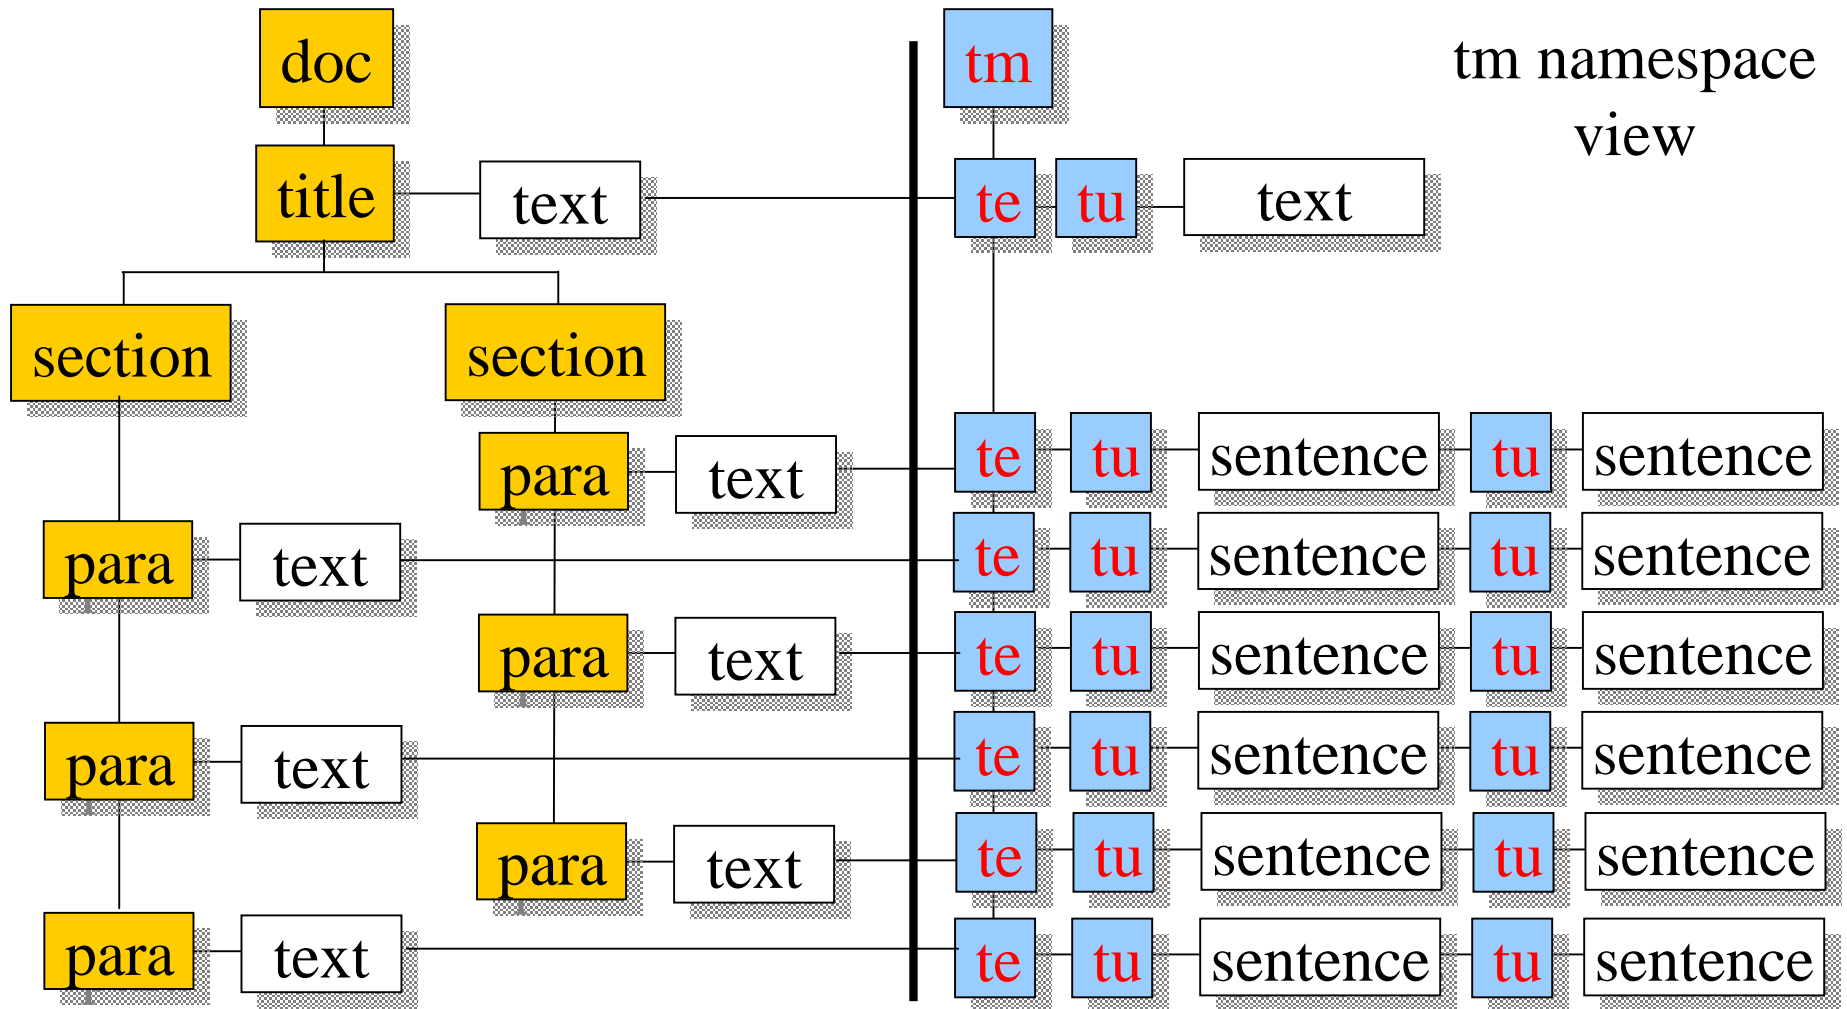 doc
tm
tm namespace
view
title
text
te
tu
text
section
section
para
text
te
tu
sentence
tu
sentence
para
text
te
tu
sentence
tu
sentence
para
text
te
tu
sentence
tu
sentence
para
text
te
tu
sentence
tu
sentence
para
text
te
tu
sentence
tu
sentence
para
text
te
tu
sentence
tu
sentence